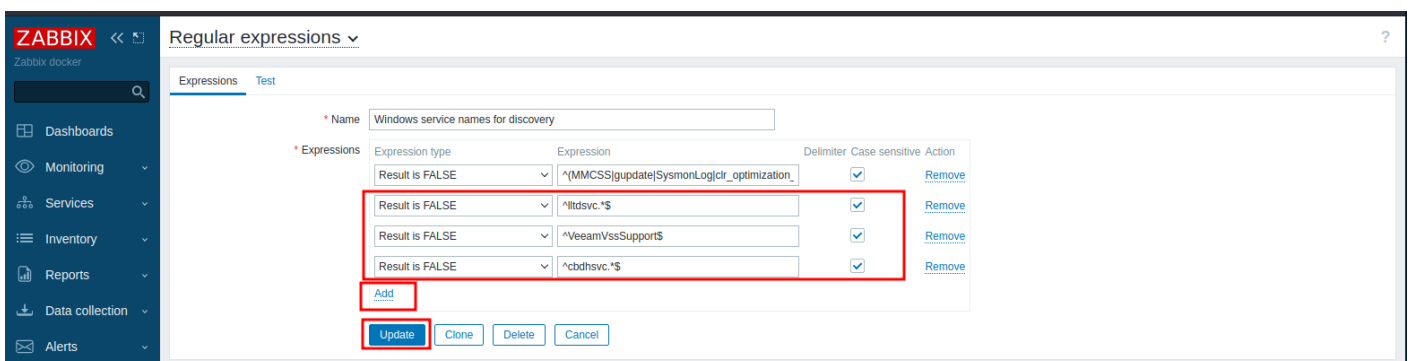 ZABBIX
Zabbix docker
Dashboards
Monitoring
Services
Inventory
Reports
Data collection
Alerts
Regular expressions
?
Expressions Test
* Name Windows service names for discovery
* Expressions Expression type Expression Delimiter Case sensitive Action
Result is FALSE ^(MMCSS|gupdate|SysmonLog|clr_optimization_ Remove
Result is FALSE ^lltdsvc.*$ Remove
Result is FALSE ^VeeamVssSupport$ Remove
Result is FALSE ^cbdhsvc.*$ Remove
Add
Update Clone Delete Cancel